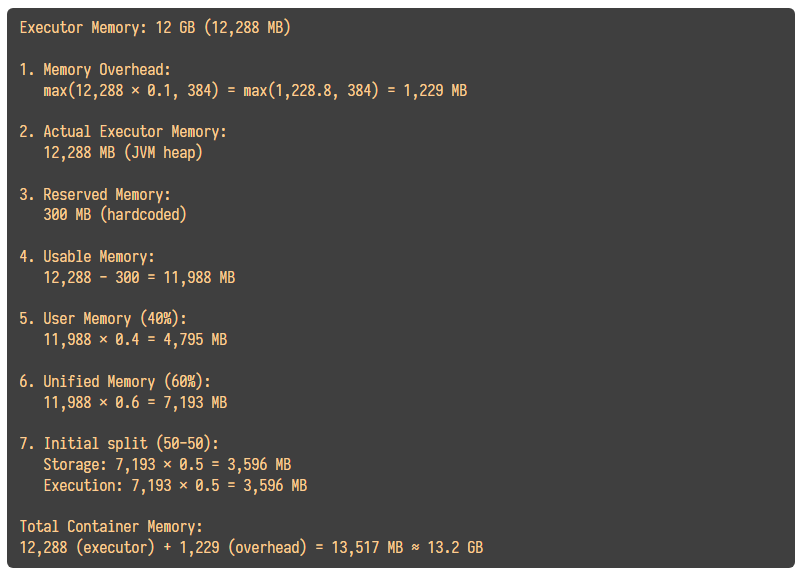 Executor Memory: 12 GB (12,288 MB)
1. Memory Overhead:
max(12,288 × 0.1, 384) = max(1,228.8, 384) = 1,229 MB
2. Actual Executor Memory:
12,288 MB (JVM heap)
3. Reserved Memory:
300 MB (hardcoded)
4. Usable Memory:
12,288 - 300 = 11,988 MB
5. User Memory (40%):
11,988 × 0.4 = 4,795 MB
6. Unified Memory (60%):
11,988 × 0.6 = 7,193 MB
7. Initial split (50-50):
Storage: 7,193 × 0.5 = 3,596 MB
Execution: 7,193 × 0.5 = 3,596 MB
Total Container Memory:
12,288 (executor) + 1,229 (overhead) = 13,517 MB ≈ 13.2 GB